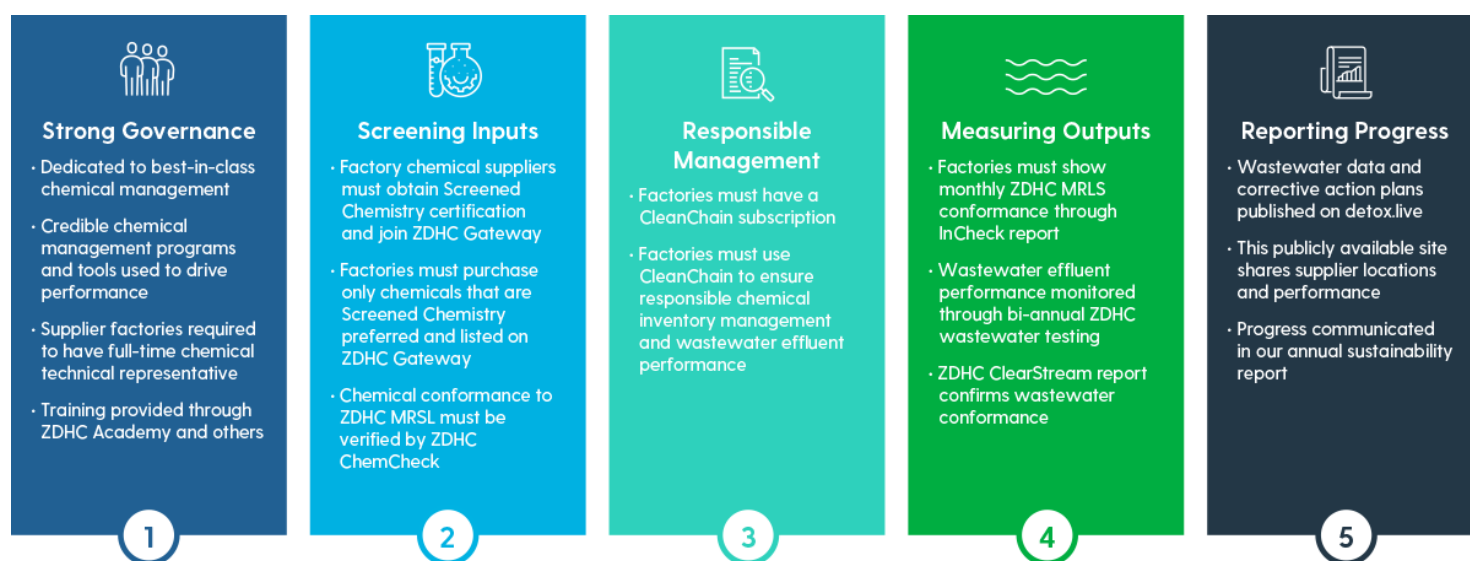 Strong Governance
· Dedicated to best-in-class
chemical management
· Credible chemical
management programs
and tools used to drive
performance
· Supplier factories required
to have full-time chemical
technical representative
· Training provided through
ZDHC Academy and others
1
Screening Inputs
· Factory chemical suppliers
must obtain Screened
Chemistry certification
and join ZDHC Gateway
· Factories must purchase
only chemicals that are
Screened Chemistry
preferred and listed on
ZDHC Gateway
· Chemical conformance to
ZDHC MRSL must be
verified by ZDHC
ChemCheck
2
Responsible
Management
· Factories must have a
CleanChain subscription
· Factories must use
CleanChain to ensure
responsible chemical
inventory management
and wastewater effluent
performance
3
Measuring Outputs
· Factories must show
monthly ZDHC MRLS
conformance through
InCheck report
· Wastewater effluent
performance monitored
through bi-annual ZDHC
wastewater testing
· ZDHC ClearStream report
confirms wastewater
conformance
4
Reporting Progress
· Wastewater data and
corrective action plans
published on detox.live
· This publicly available site
shares supplier locations
and performance
· Progress communicated
in our annual sustainability
report
5